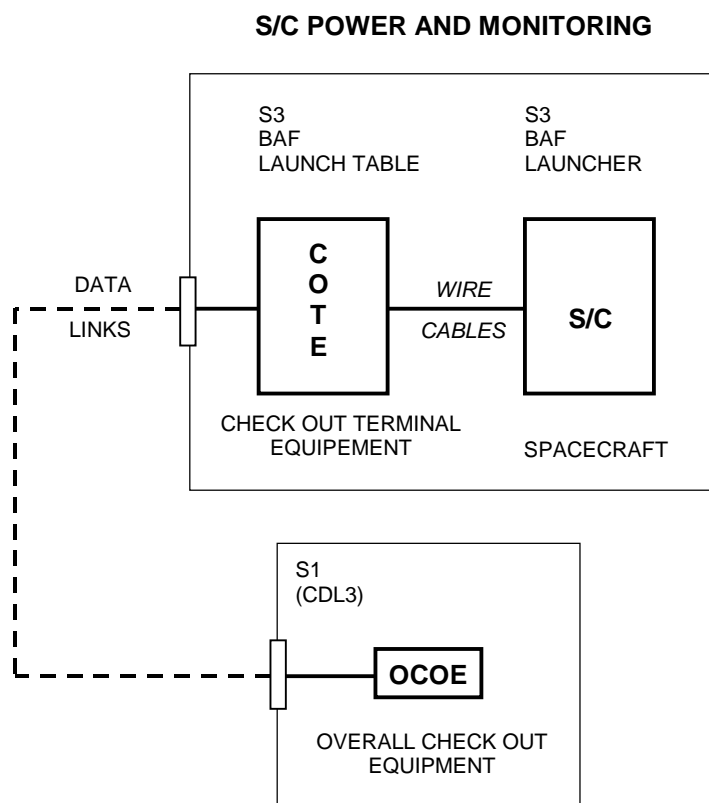 S/C POWER AND MONITORING
S3
BAF
LAUNCH TABLE
S3
BAF
LAUNCHER
C
O
T
E
DATA
LINKS
WIRE
CABLES
S/C
CHECK OUT TERMINAL
EQUIPEMENT
SPACECRAFT
S1
(CDL3)
OCOE
OVERALL CHECK OUT
EQUIPMENT